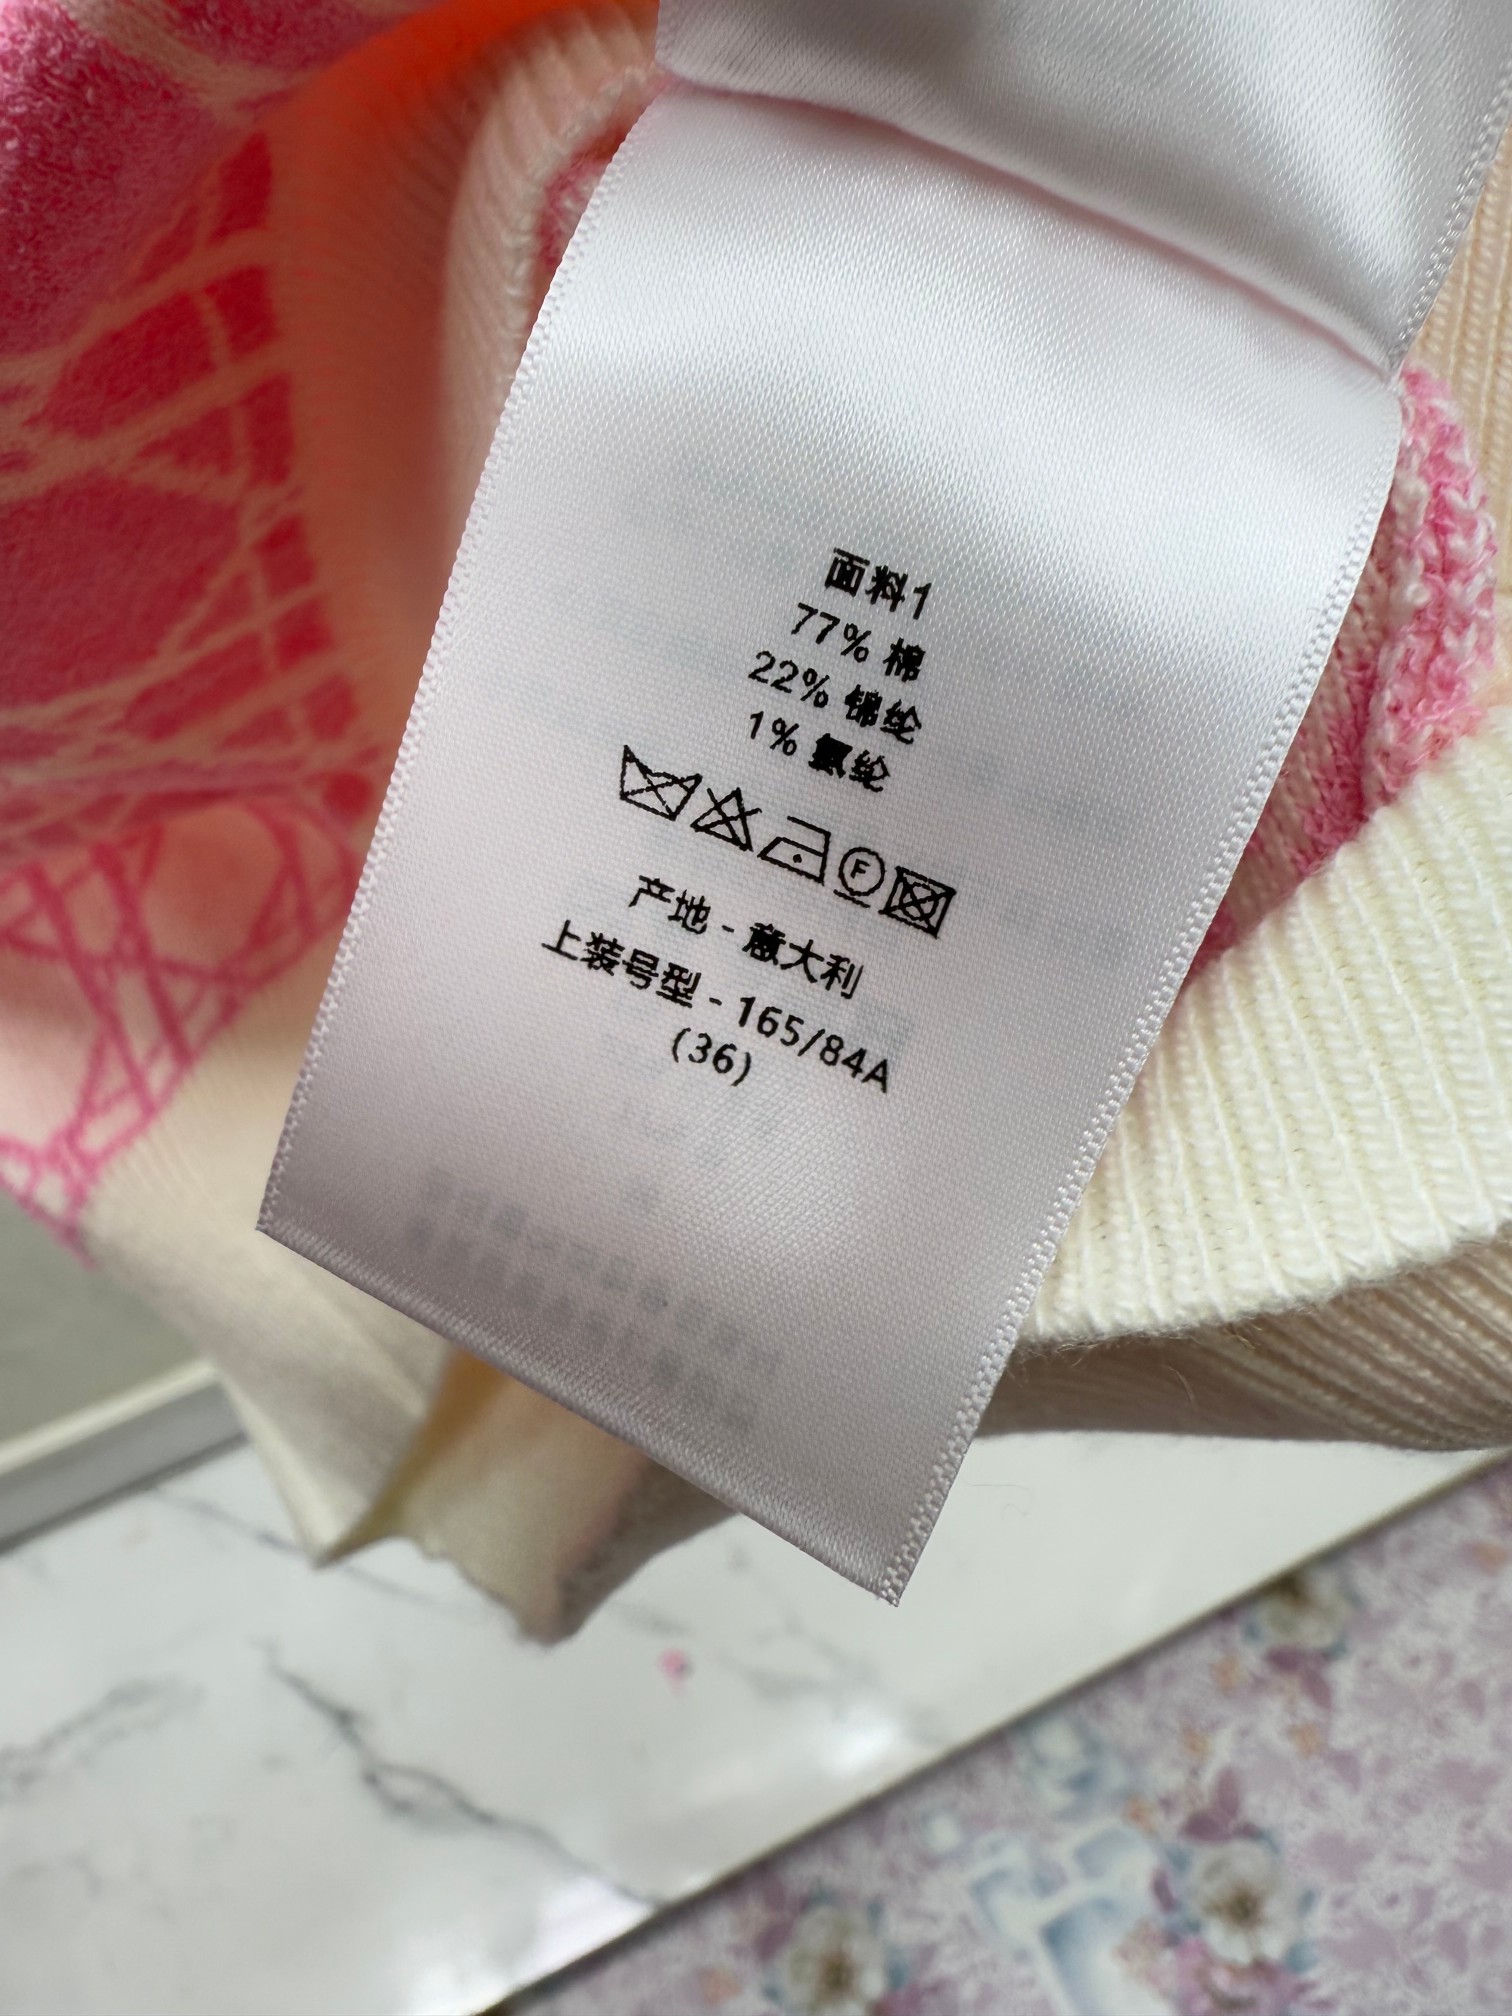 面料1
77% 棉
22% 锦纶
1% 氨纶
F
产地 - 意大利
上装号型 - 165/84A
(36)